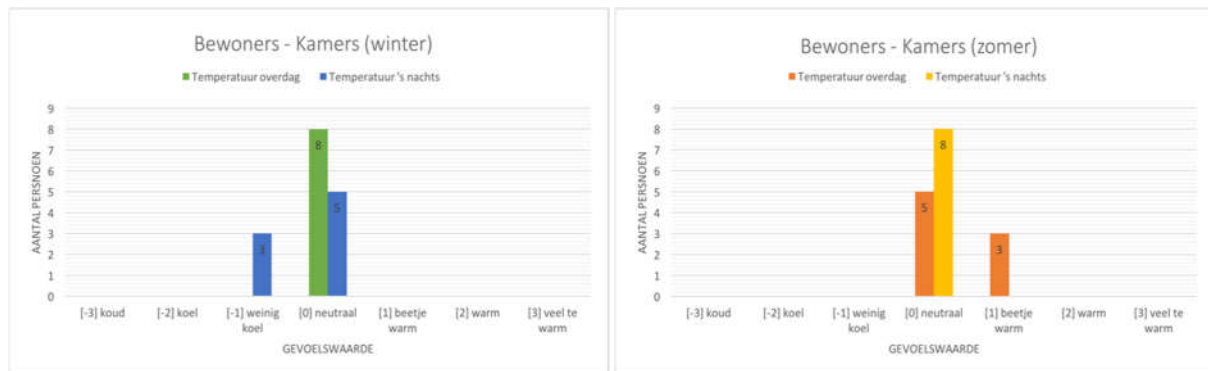 Bewoners - Kamers (winter)
Temperatuur overdag Temperatuur 's nachts
9
8
7
6
5
4
3
2
1
0
AANTAL PERSNOEN
8
5
3
[-3] koud [-2] koel [-1] weinig koel [0] neutraal [1] beetje warm [2] warm [3] veel te warm
GEVOELSWAARDE
Bewoners - Kamers (zomer)
Temperatuur overdag Temperatuur 's nachts
9
8
7
6
5
4
3
2
1
0
AANTAL PERSNOEN
8
5
3
[-3] koud [-2] koel [-1] weinig koel [0] neutraal [1] beetje warm [2] warm [3] veel te warm
GEVOELSWAARDE